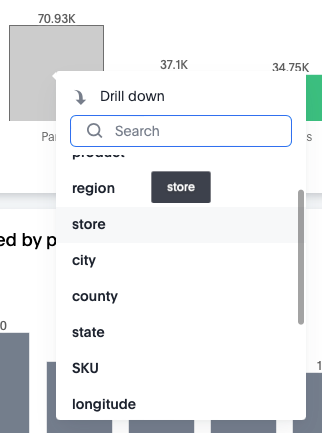 70.93K
37.1K
34.75K
Drill down
Search
product
region
store
store
city
county
state
SKU
longitude
Pa
s
ed by p
0
1